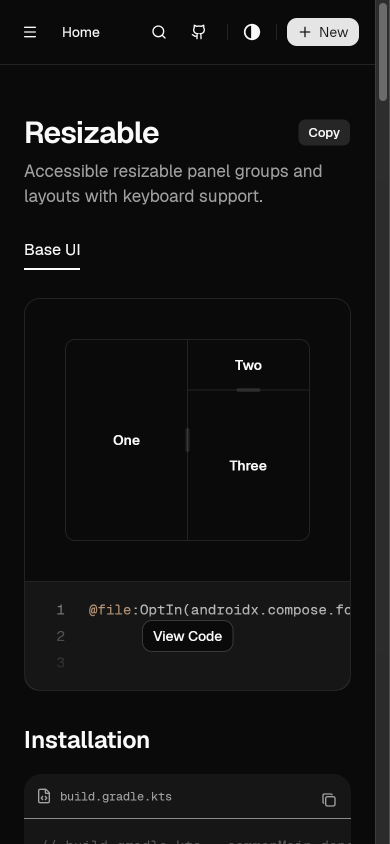 Home
New
Resizable
Copy
Accessible resizable panel groups and
layouts with keyboard support.
Base UI
Two
One
Three
1 @file:OptIn(androidx.compose.fo
2
View Code
3
Installation
build.gradle.kts